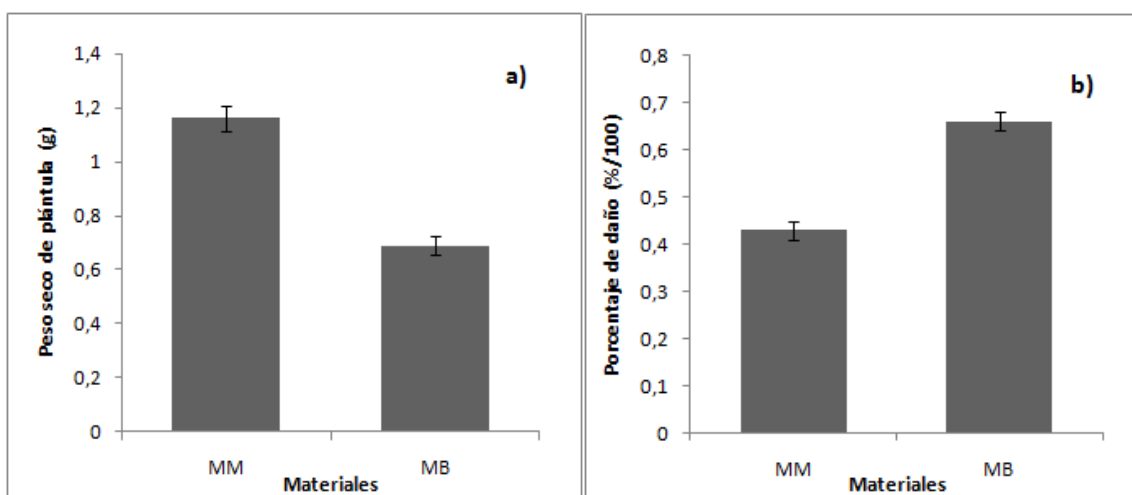 a)
Peso seco de plántula (g)
1,4
1,2
1
0,8
0,6
0,4
0,2
0
MM
MB
Materiales
b)
Porcentaje de daño (%/100)
0,8
0,7
0,6
0,5
0,4
0,3
0,2
0,1
0
MM
MB
Materiales